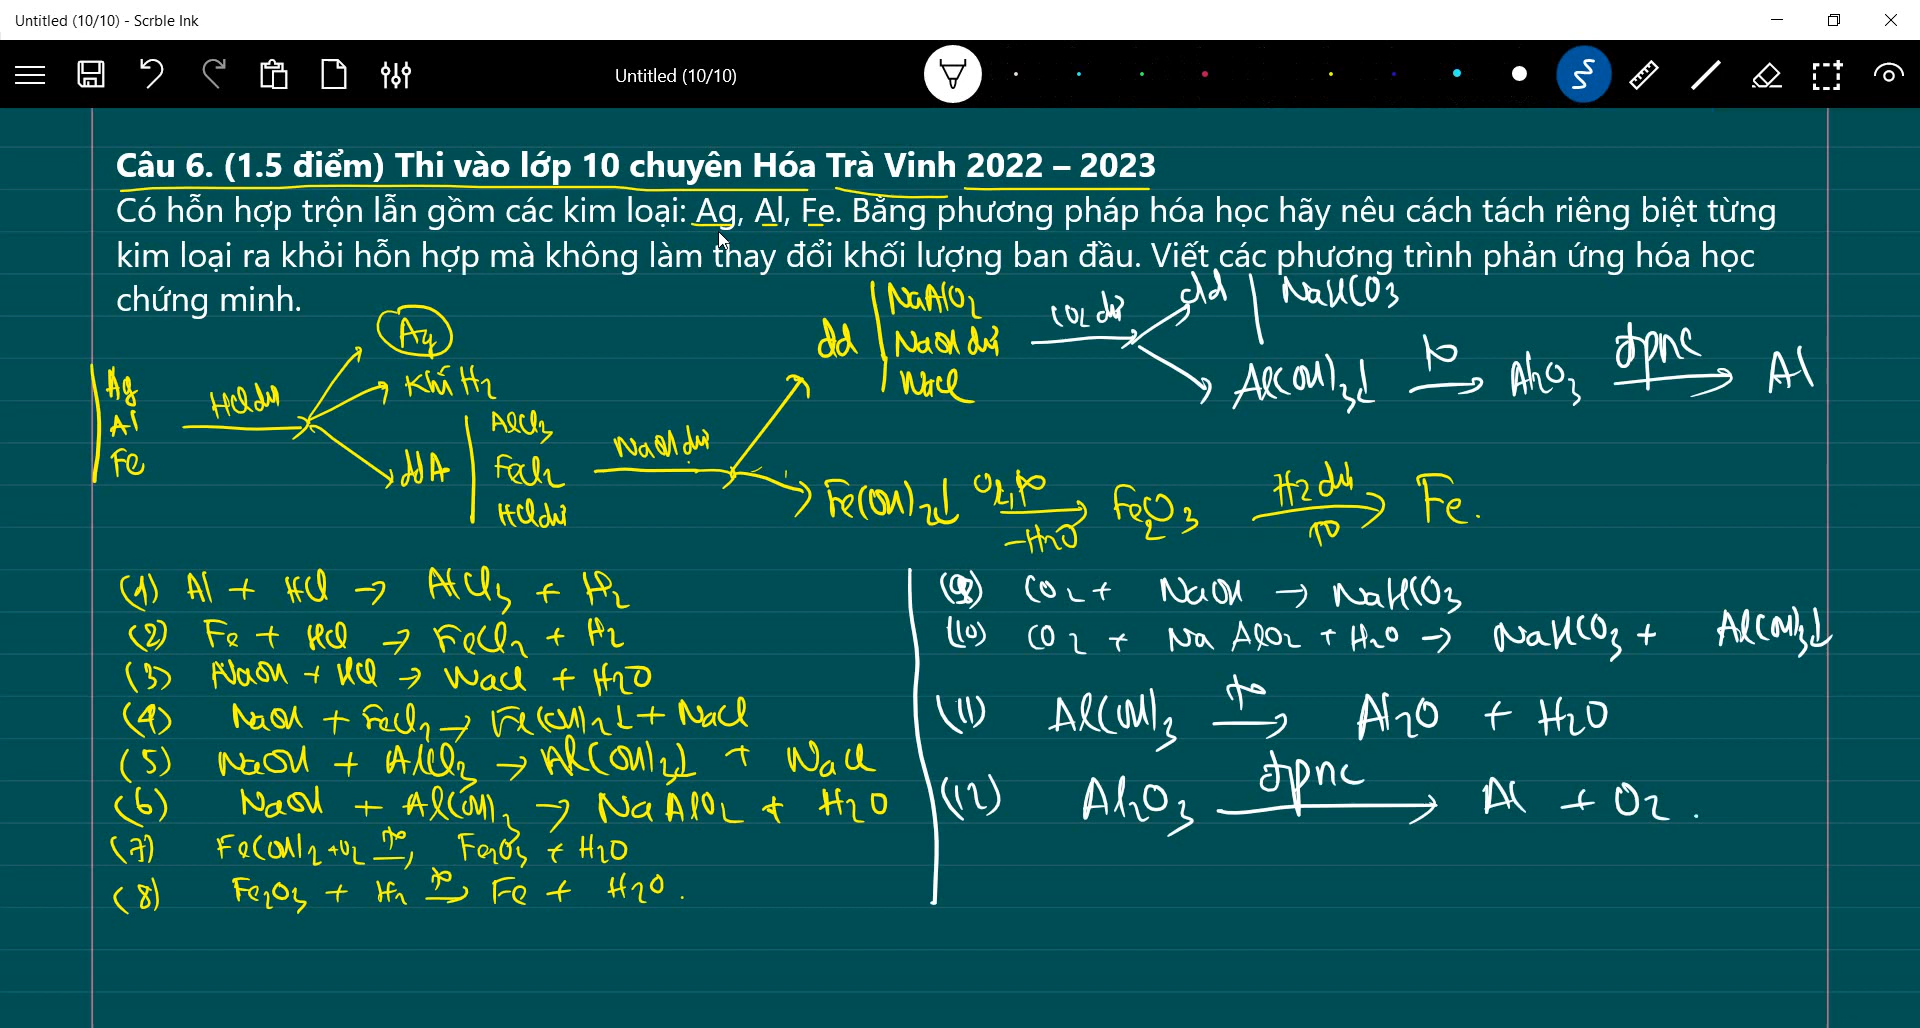 Untitled (10/10) - Scrble Ink
Untitled (10/10)
Câu 6. (1.5 điểm) Thi vào lớp 10 chuyên Hóa Trà Vinh 2022 – 2023
Có hỗn hợp trộn lẫn gồm các kim loại: Ag, Al, Fe. Bằng phương pháp hóa học hãy nêu cách tách riêng biệt từng
kim loại ra khỏi hỗn hợp mà không làm thay đổi khối lượng ban đầu. Viết các phương trình phản ứng hóa học
chứng minh.
Ag
Al
Fe
HCl dư
Ag
Khí H2
dd A
AlCl3
FeCl2
HCl dư
NaOH dư
dd
NaAlO2
NaOH dư
NaCl
CO2 dư
dd
NaHCO3
Al(OH)3↓ to → Al2O3 đpnc → Al
Fe(OH)2↓ O2, to → -H2O Fe2O3 H2 dư → to Fe.
(1) Al + HCl → AlCl3 + H2
(2) Fe + HCl → FeCl2 + H2
(3) NaOH + HCl → NaCl + H2O
(4) NaOH + FeCl2 → Fe(OH)2↓ + NaCl
(5) NaOH + AlCl3 → Al(OH)3↓ + NaCl
(6) NaOH + Al(OH)3 → NaAlO2 + H2O
(7) Fe(OH)2 + O2 to → Fe2O3 + H2O
(8) Fe2O3 + H2 to → Fe + H2O.
(9) CO2 + NaOH → NaHCO3
(10) CO2 + NaAlO2 + H2O → NaHCO3 + Al(OH)3↓
(11) Al(OH)3 to → Al2O + H2O
(12) Al2O3 đpnc → Al + O2.